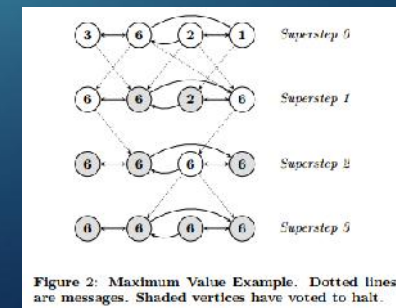 3 6 2 1 Superstep 0
6 6 2 6 Superstep 1
6 6 6 6 Superstep 2
6 6 6 6 Superstep 3
Figure 2: Maximum Value Example. Dotted lines
are messages. Shaded vertices have voted to halt.